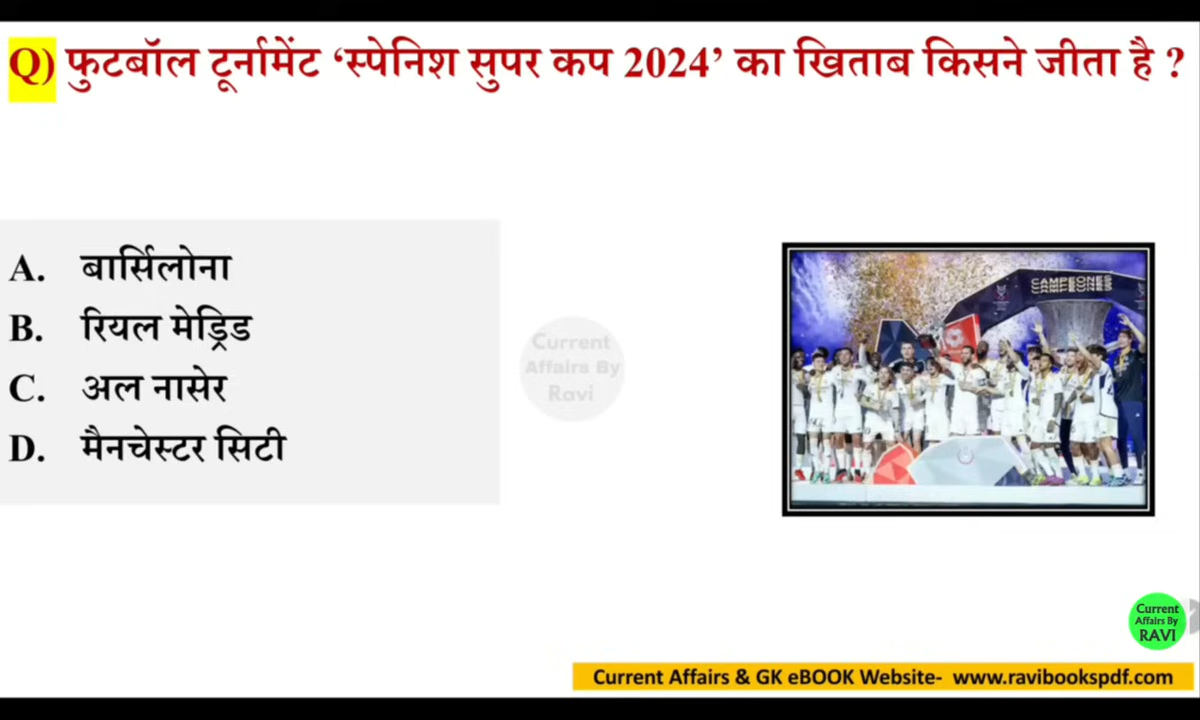 Q) फुटबॉल टूर्नामेंट ‘स्पेनिश सुपर कप 2024’ का खिताब किसने जीता है ?
A. बार्सिलोना
B. रियल मेड्रिड
C. अल नासेर
D. मैनचेस्टर सिटी
CAMPEONES
Current
Affairs By
Ravi
Current
Affairs By
RAVI
Current Affairs & GK eBOOK Website- www.ravibookspdf.com